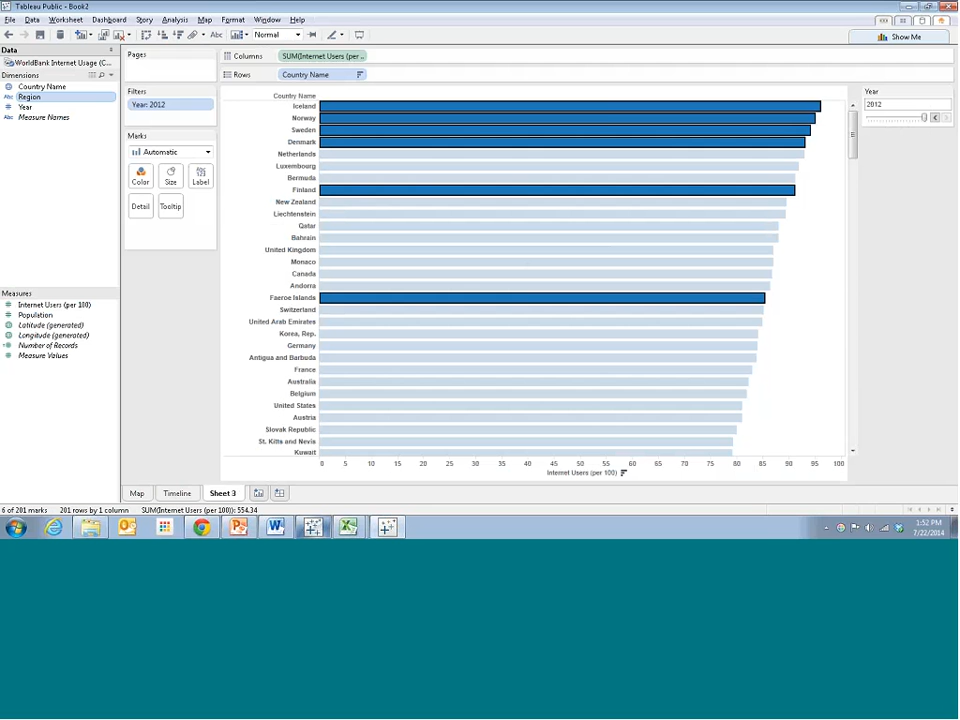 Tableau Public - Book2
File Data Worksheet Dashboard Story Analysis Map Format Window Help
Abc Normal
Show Me
Data
WorldBank Internet Usage (C...
Dimensions
Country Name
Abc Region
Year
Abc Measure Names
Measures
Internet Users (per 100)
Population
Latitude (generated)
Longitude (generated)
Number of Records
Measure Values
Pages
Filters
Year: 2012
Marks
Automatic
Color Size Label
Detail Tooltip
Columns SUM(Internet Users (per ..
Rows Country Name
Country Name
Iceland
Norway
Sweden
Denmark
Netherlands
Luxembourg
Bermuda
Finland
New Zealand
Liechtenstein
Qatar
Bahrain
United Kingdom
Monaco
Canada
Andorra
Faeroe Islands
Switzerland
United Arab Emirates
Korea, Rep.
Germany
Antigua and Barbuda
France
Australia
Belgium
United States
Austria
Slovak Republic
St. Kitts and Nevis
Kuwait
0 5 10 15 20 25 30 35 40 45 50 55 60 65 70 75 80 85 90 95 100
Internet Users (per 100)
Year
2012
Map Timeline Sheet 3
6 of 201 marks 201 rows by 1 column SUM(Internet Users (per 100)): 554.34
1:52 PM
7/22/2014